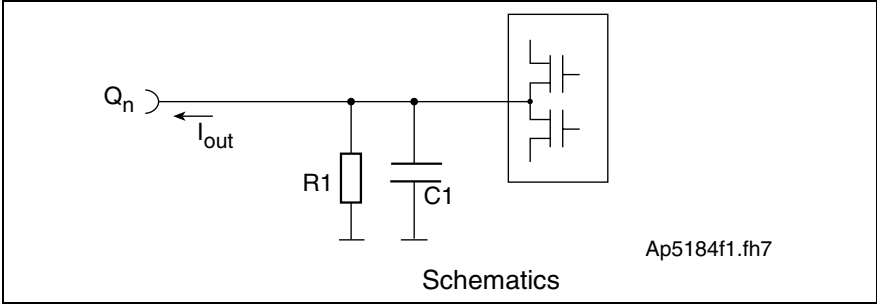 Qn
Iout
R1
C1
Ap5184f1.fh7
Schematics